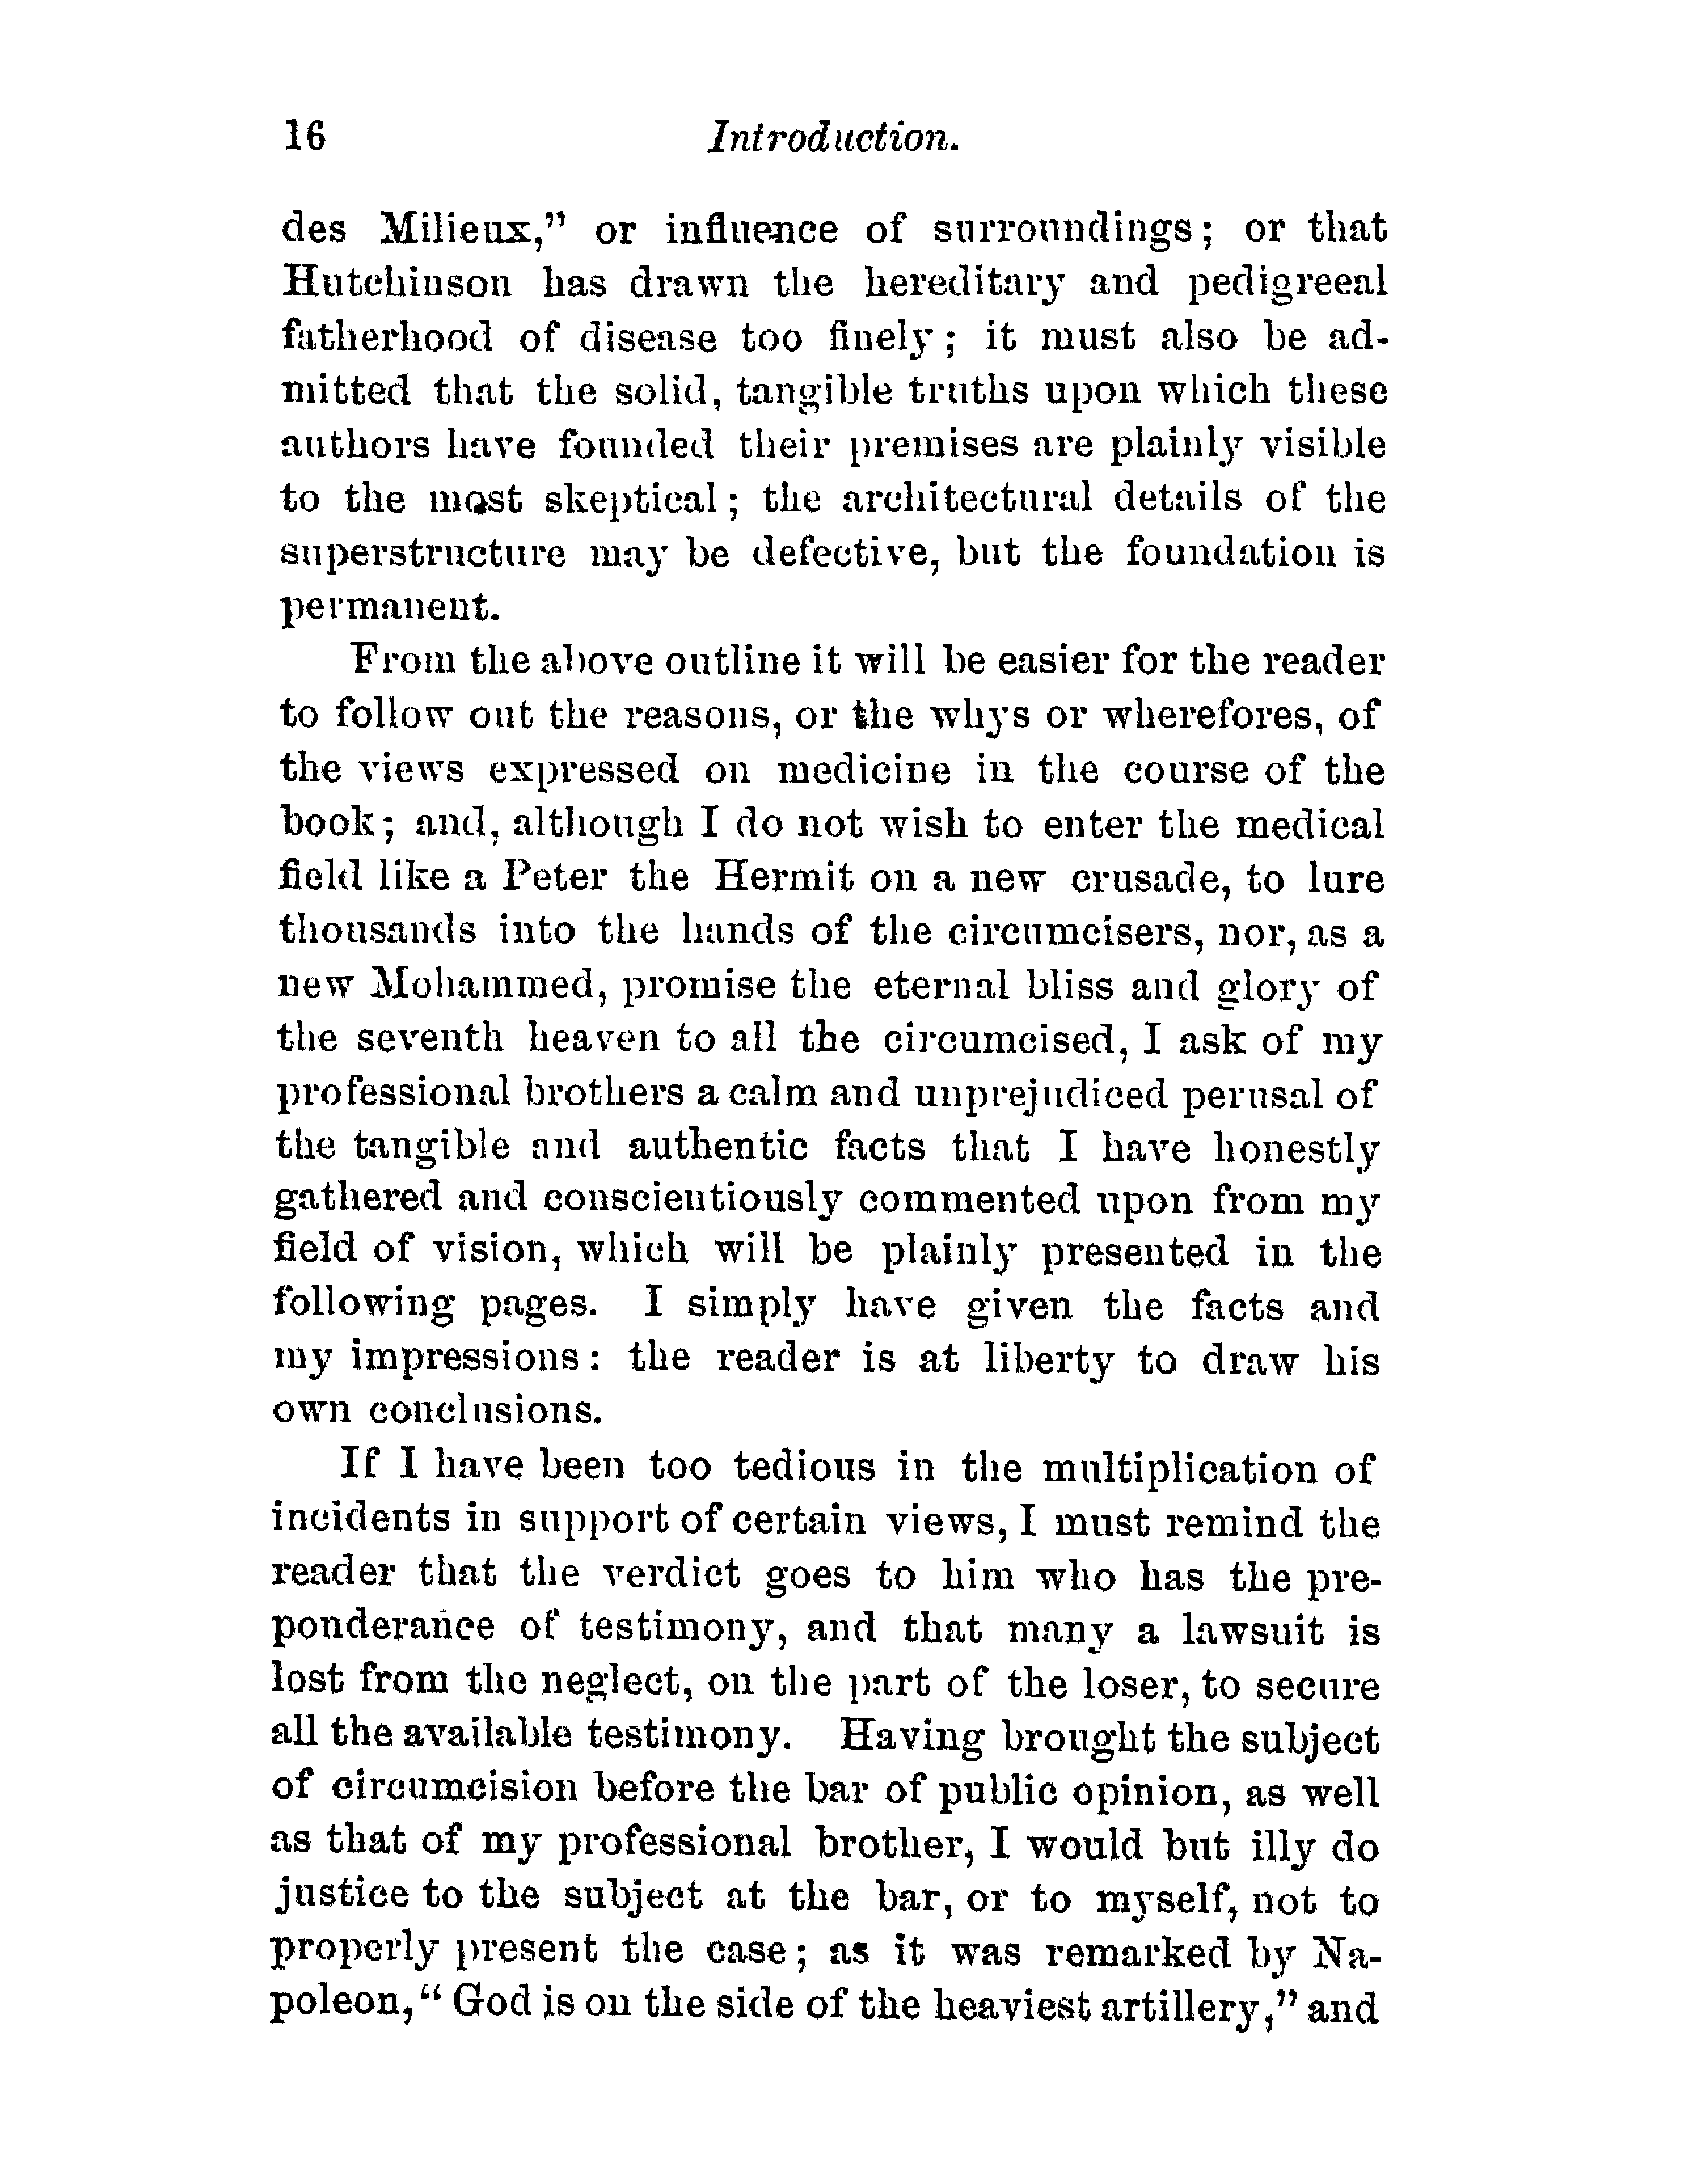 16 Introduction.
des Milieux,” or influence of surroundings; or that
Hutchinson has drawn the hereditary and pedigreeal
fatherhood of disease too finely; it must also be ad-
mitted that the solid, tangible truths upon which these
authors have founded their premises are plainly visible
to the most skeptical; the architectural details of the
superstructure may be defective, but the foundation is
permanent.
From the above outline it will be easier for the reader
to follow out the reasons, or the whys or wherefores, of
the views expressed on medicine in the course of the
book; and, although I do not wish to enter the medical
field like a Peter the Hermit on a new crusade, to lure
thousands into the hands of the circumcisers, nor, as a
new Mohammed, promise the eternal bliss and glory of
the seventh heaven to all the circumcised, I ask of my
professional brothers a calm and unprejudiced perusal of
the tangible and authentic facts that I have honestly
gathered and conscientiously commented upon from my
field of vision, which will be plainly presented in the
following pages. I simply have given the facts and
my impressions: the reader is at liberty to draw his
own conclusions.
If I have been too tedious in the multiplication of
incidents in support of certain views, I must remind the
reader that the verdict goes to him who has the pre-
ponderance of testimony, and that many a lawsuit is
lost from the neglect, on the part of the loser, to secure
all the available testimony. Having brought the subject
of circumcision before the bar of public opinion, as well
as that of my professional brother, I would but illy do
justice to the subject at the bar, or to myself, not to
properly present the case; as it was remarked by Na-
poleon, “ God is on the side of the heaviest artillery,” and